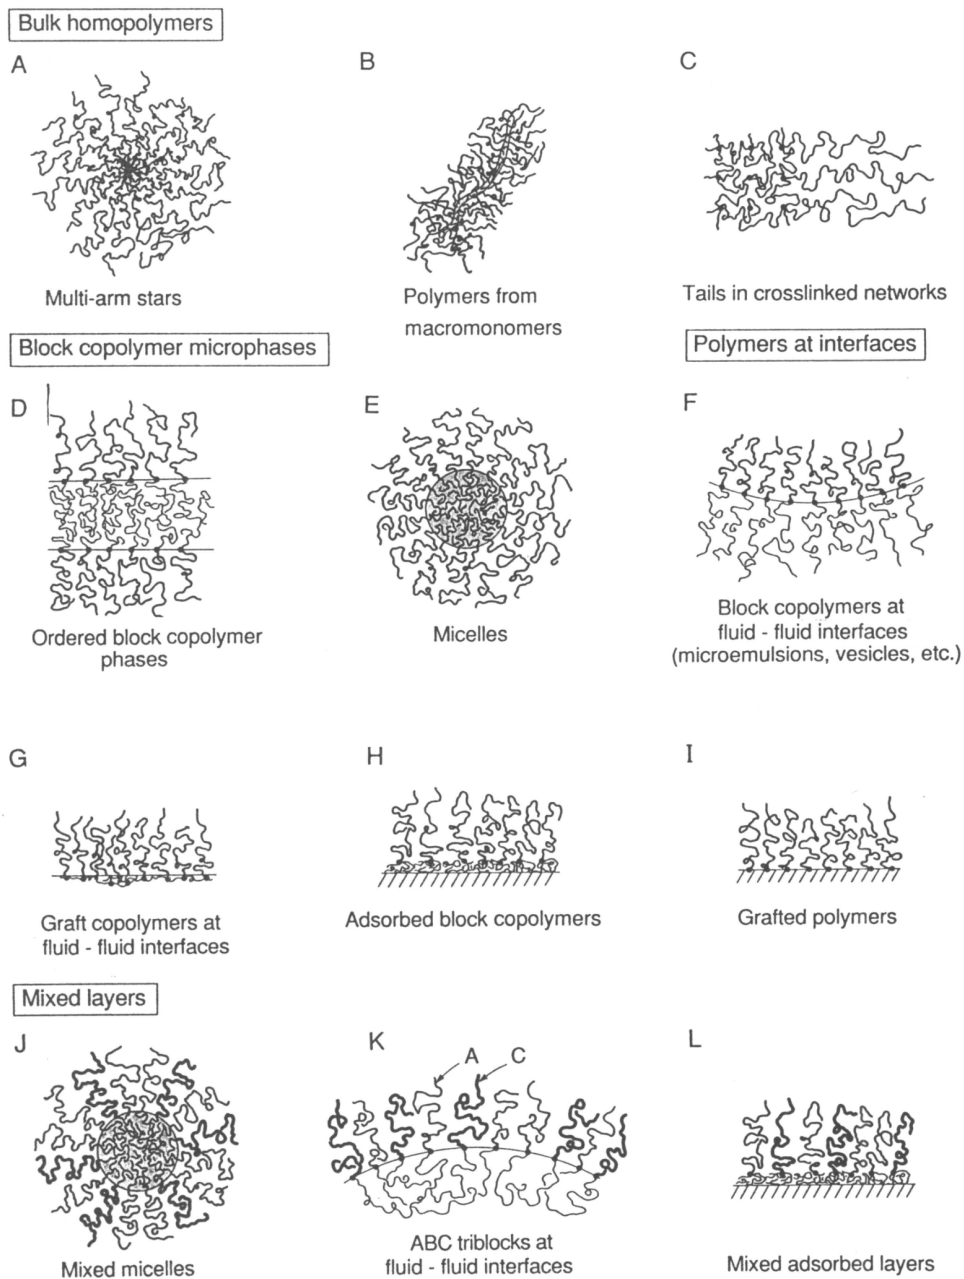 Bulk homopolymers
A
B
C
Multi-arm stars
Polymers from
macromonomers
Tails in crosslinked networks
Block copolymer microphases
Polymers at interfaces
D
E
F
Ordered block copolymer
phases
Micelles
Block copolymers at
fluid - fluid interfaces
(microemulsions, vesicles, etc.)
G
H
I
Graft copolymers at
fluid - fluid interfaces
Adsorbed block copolymers
Grafted polymers
Mixed layers
J
K
L
A
C
Mixed micelles
ABC triblocks at
fluid - fluid interfaces
Mixed adsorbed layers